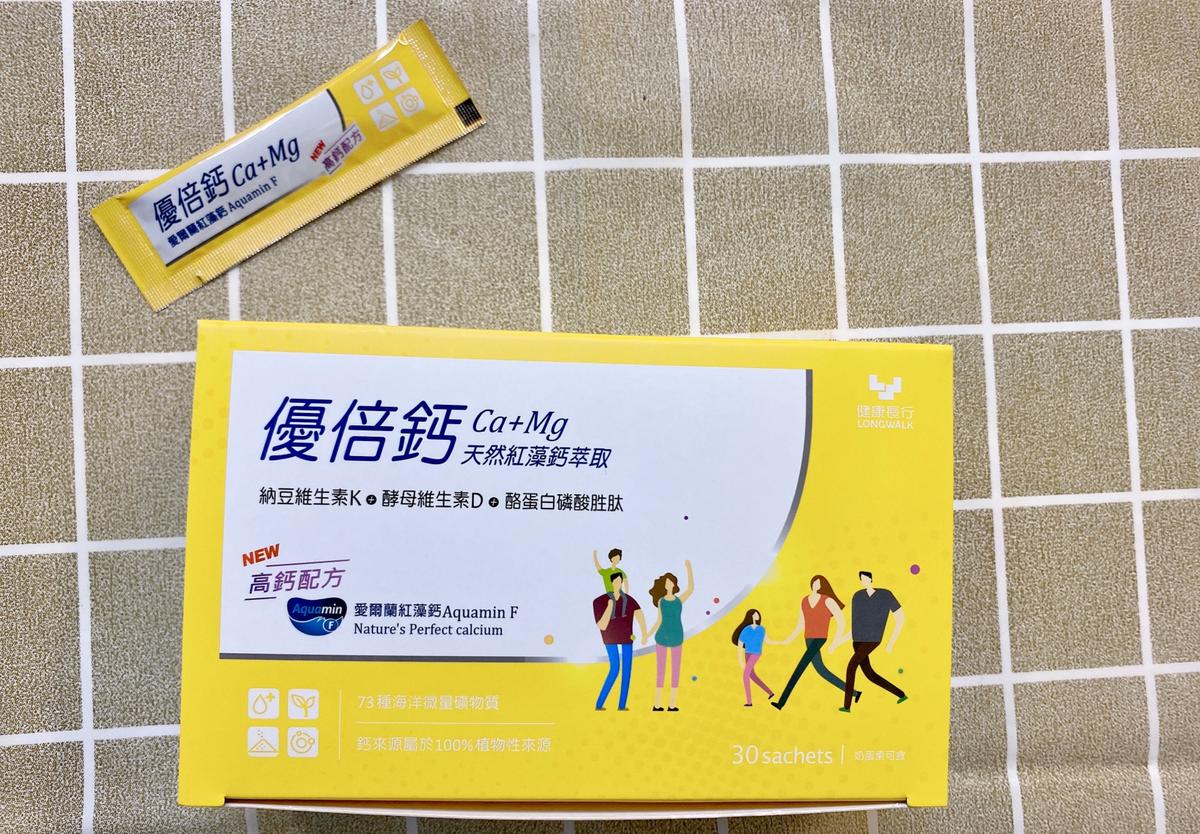 優倍鈣 Ca+Mg
愛爾蘭紅藻鈣 Aquamin F
NEW
高鈣配方
健康長行
LONGWALK
優倍鈣 Ca+Mg
天然紅藻鈣萃取
納豆維生素K + 酵母維生素D + 酪蛋白磷酸胜肽
NEW
高鈣配方
Aquamin F
愛爾蘭紅藻鈣Aquamin F
Nature's Perfect calcium
73種海洋微量礦物質
鈣來源屬於100%植物性來源
30 sachets | 奶蛋素可食